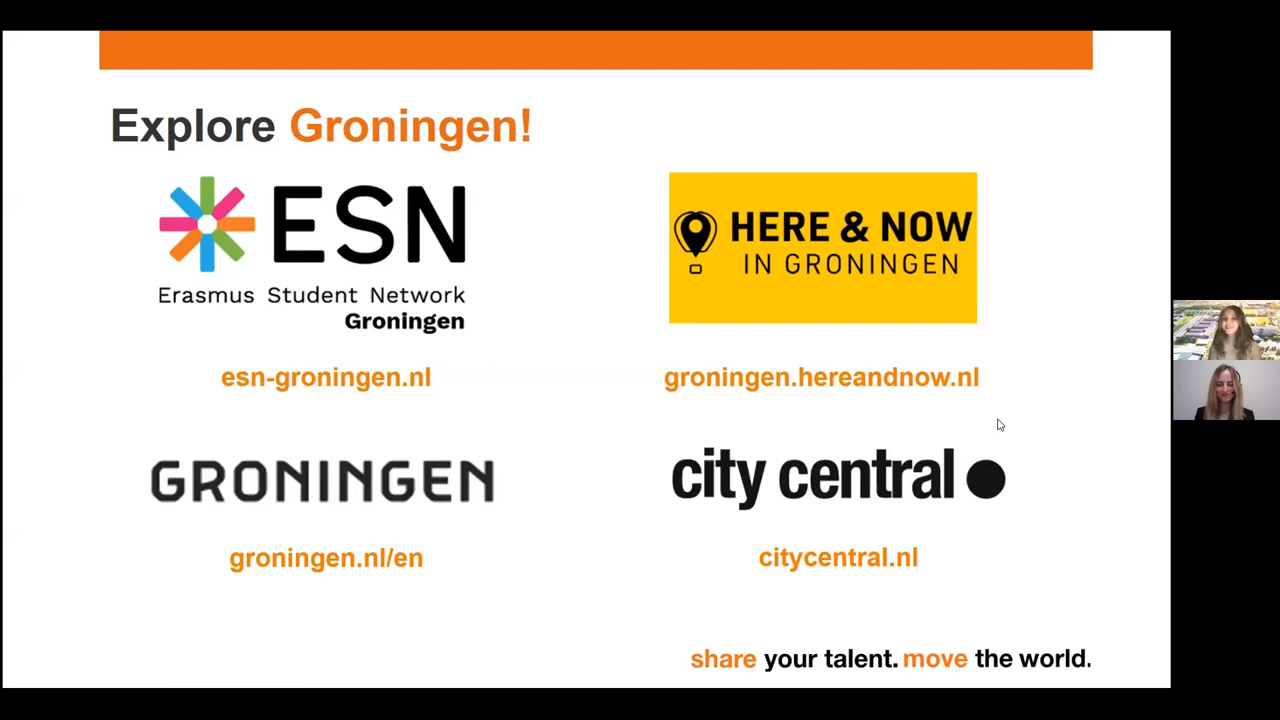 Explore Groningen!
ESN
Erasmus Student Network
Groningen
esn-groningen.nl
HERE & NOW
IN GRONINGEN
groningen.hereandnow.nl
GRONINGEN
groningen.nl/en
city central
citycentral.nl
share your talent. move the world.